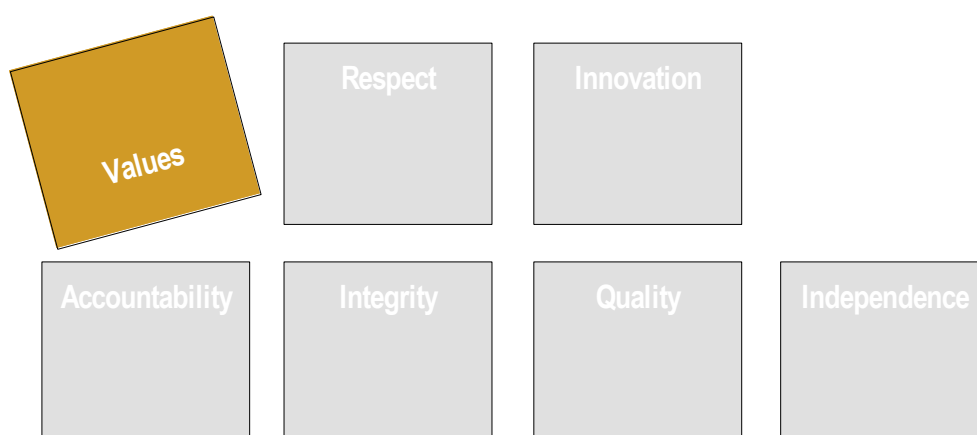 Values
Respect
Innovation
Accountability
Integrity
Quality
Independence